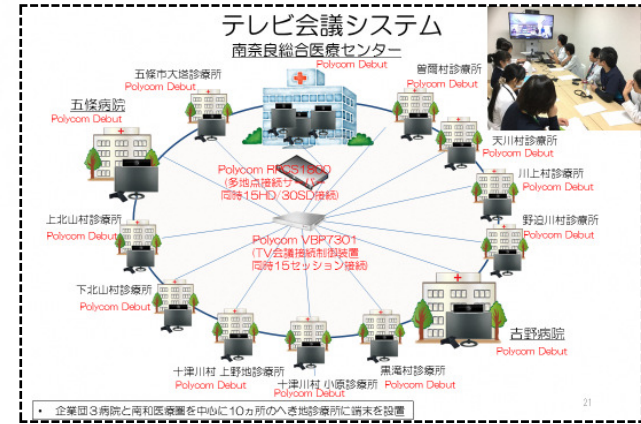 テレビ会議システム
南奈良総合医療センター
Polycom Debut
五條市大塔診療所
Polycom Debut
曽爾村診療所
Polycom Debut
五條病院
Polycom Debut
天川村診療所
Polycom Debut
川上村診療所
Polycom Debut
Polycom RPCS1800
(多地点接続サーバ
同時15HD/30SD接続)
上北山村診療所
Polycom Debut
野迫川村診療所
Polycom Debut
Polycom VBP7301
(TV会議接続制御装置
同時15セッション接続)
下北山村診療所
Polycom Debut
吉野病院
Polycom Debut
十津川村 上野地診療所
Polycom Debut
十津川村 小原診療所
Polycom Debut
黒滝村診療所
Polycom Debut
• 企業団3病院と南和医療圏を中心に10ヵ所のへき地診療所に端末を設置
21